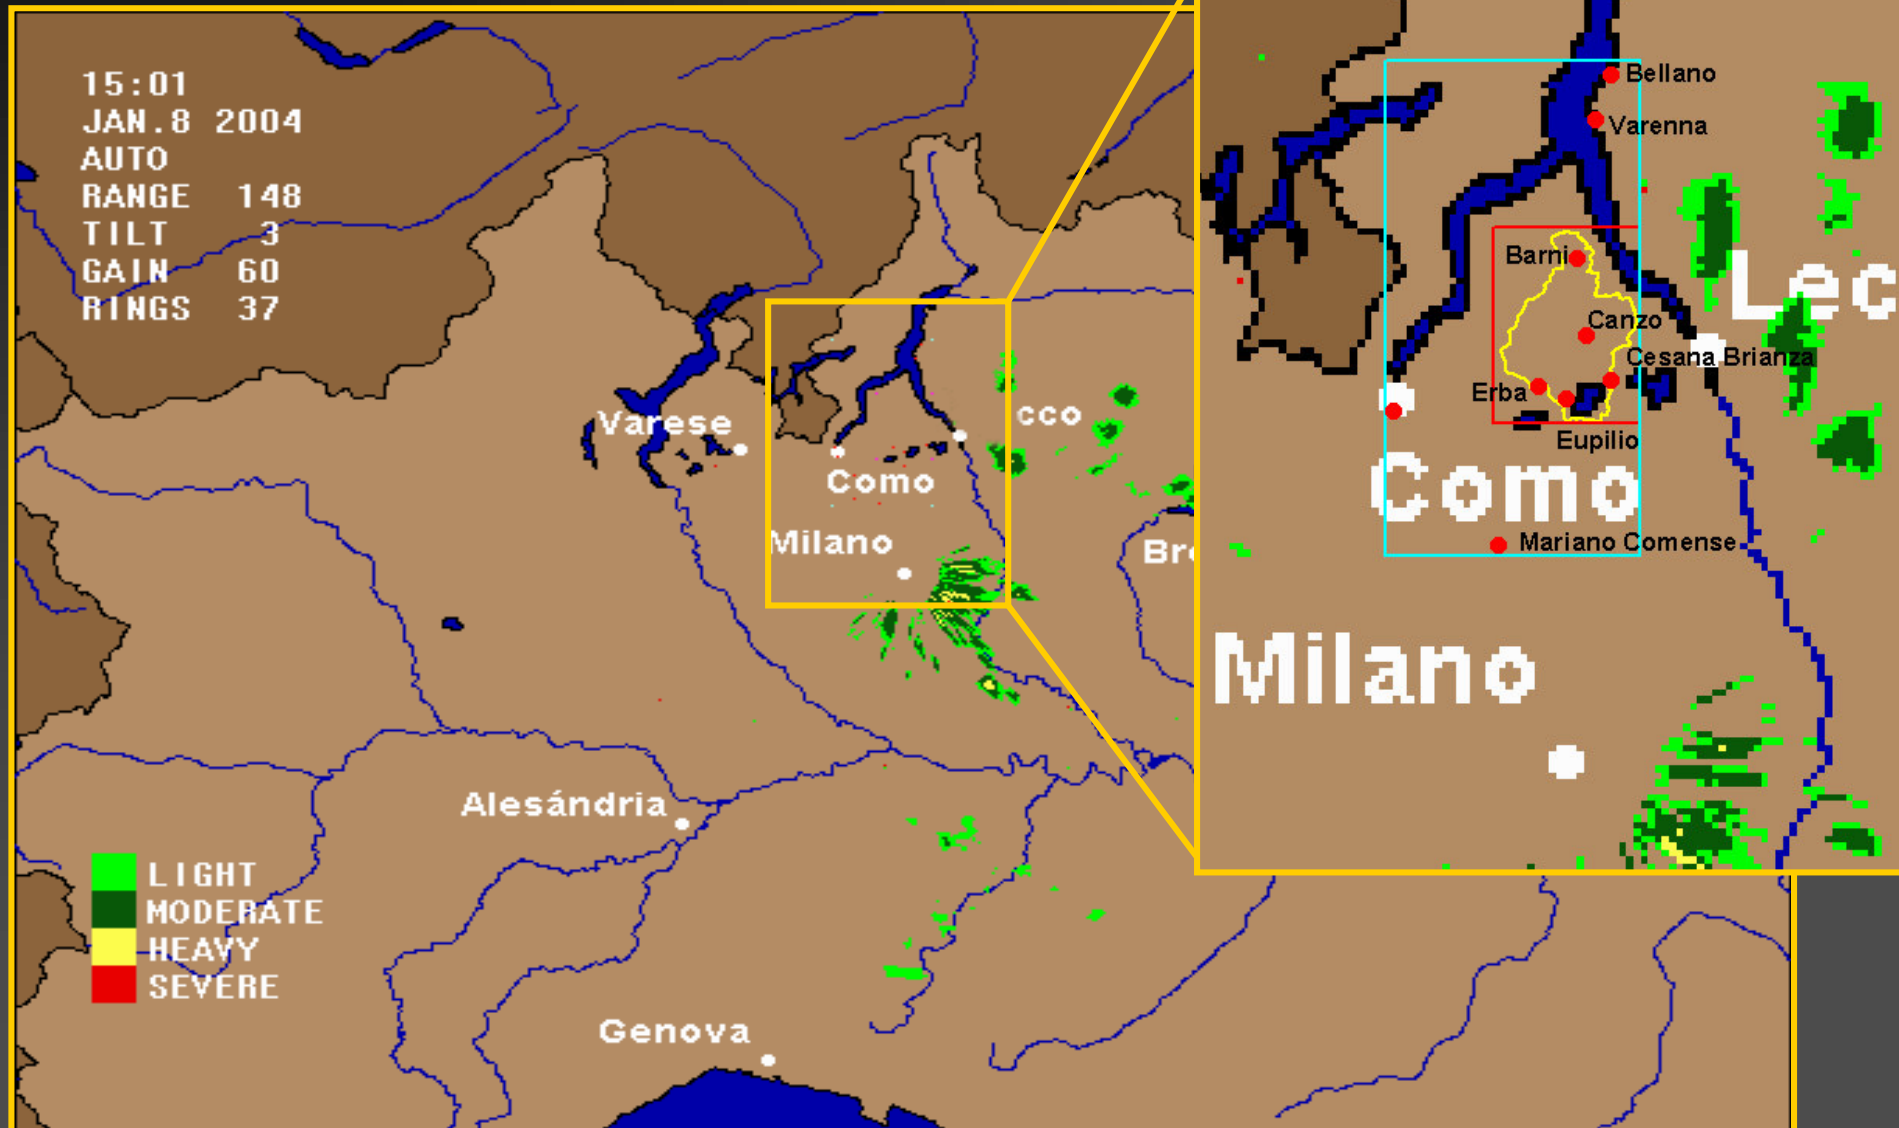 15:01
JAN.8 2004
AUTO
RANGE 148
TILT 3
GAIN 60
RINGS 37
Varese
cco
Como
Milano
Bre
Alesándria
LIGHT
MODERATE
HEAVY
SEVERE
Genova
Bellano
Varenna
Barni
Lec
Canzo
Cesana Brianza
Erba
Eupilio
Como
Mariano Comense
Milano